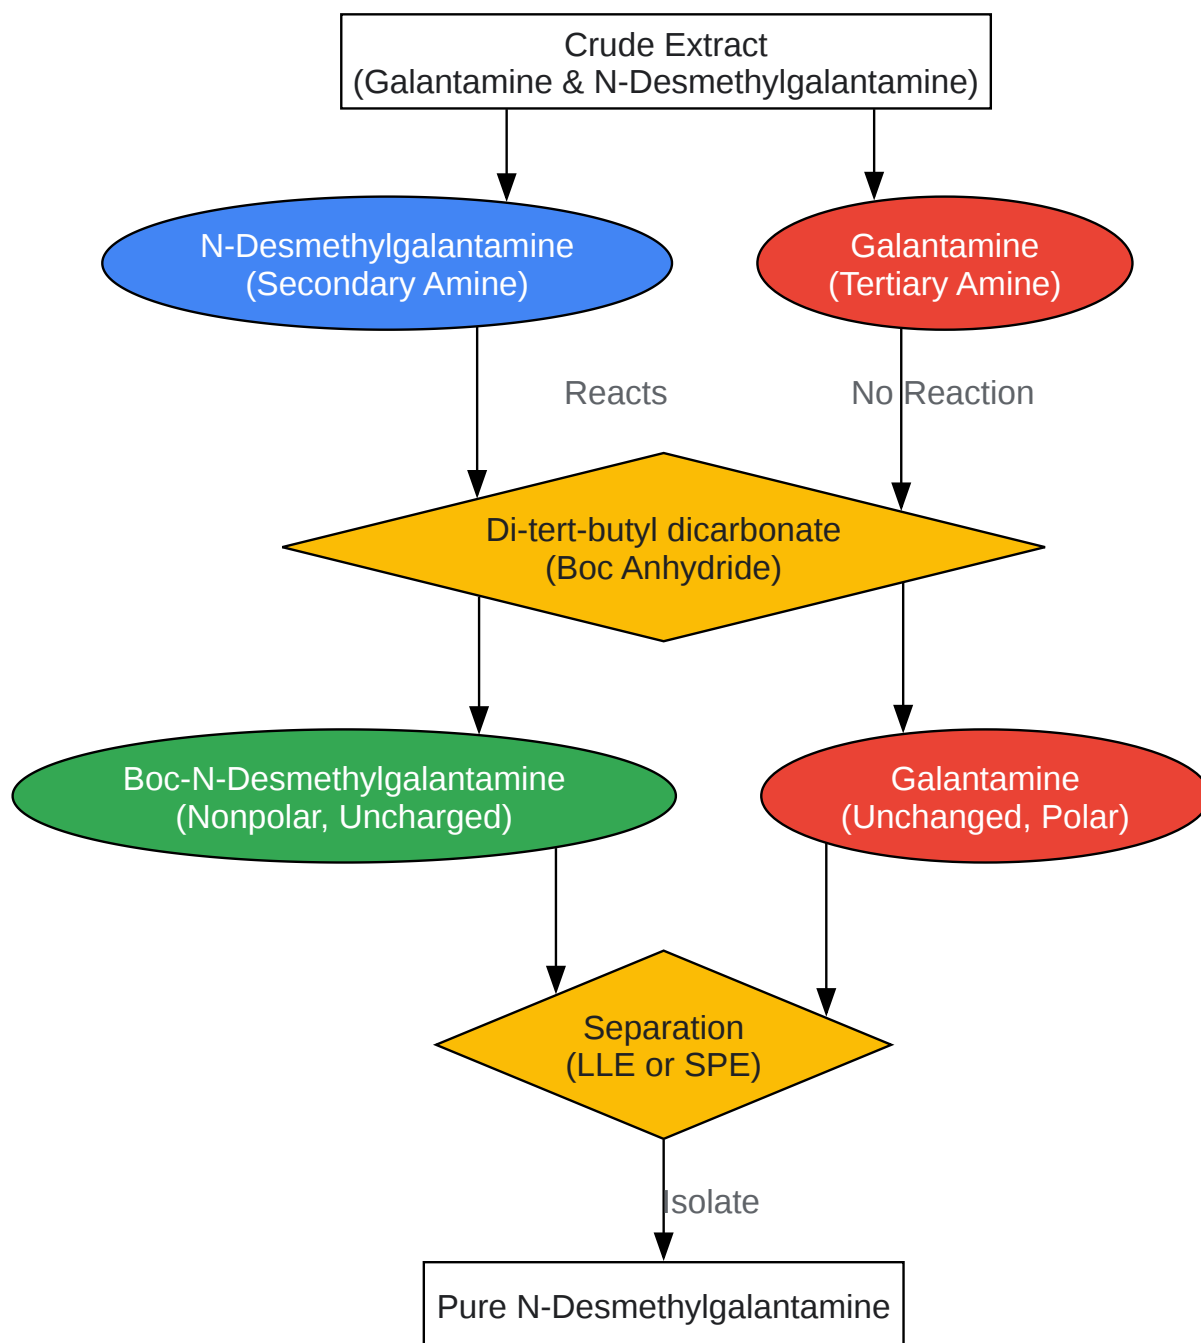 Crude Extract
(Galantamine & N-Desmethylgalantamine)
N-Desmethylgalantamine
(Secondary Amine)
Galantamine
(Tertiary Amine)
Reacts
No Reaction
Di-tert-butyl dicarbonate
(Boc Anhydride)
Boc-N-Desmethylgalantamine
(Nonpolar, Uncharged)
Galantamine
(Unchanged, Polar)
Separation
(LLE or SPE)
Isolate
Pure N-Desmethylgalantamine